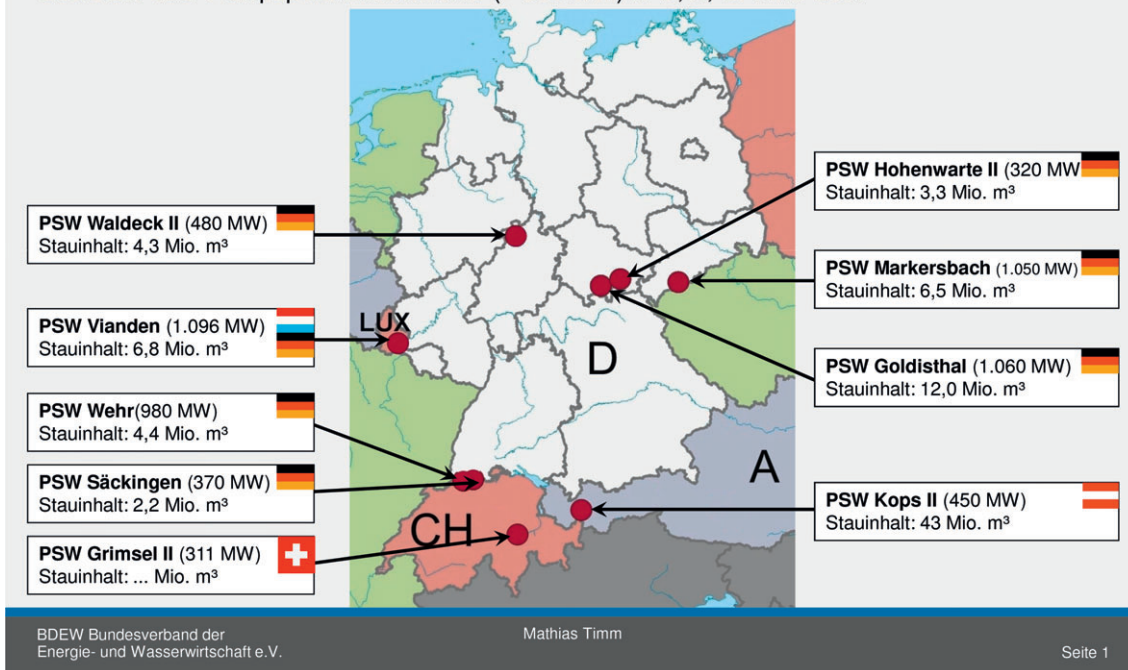 PSW Waldeck II (480 MW)
Stauinhalt: 4,3 Mio. m³
PSW Vianden (1.096 MW)
Stauinhalt: 6,8 Mio. m³
PSW Wehr(980 MW)
Stauinhalt: 4,4 Mio. m³
PSW Säckingen (370 MW)
Stauinhalt: 2,2 Mio. m³
PSW Grimsel II (311 MW)
Stauinhalt: ... Mio. m³
LUX
D
A
CH
PSW Hohenwarte II (320 MW
Stauinhalt: 3,3 Mio. m³
PSW Markersbach (1.050 MW)
Stauinhalt: 6,5 Mio. m³
PSW Goldisthal (1.060 MW)
Stauinhalt: 12,0 Mio. m³
PSW Kops II (450 MW)
Stauinhalt: 43 Mio. m³
BDEW Bundesverband der
Energie- und Wasserwirtschaft e.V.
Mathias Timm
Seite 1